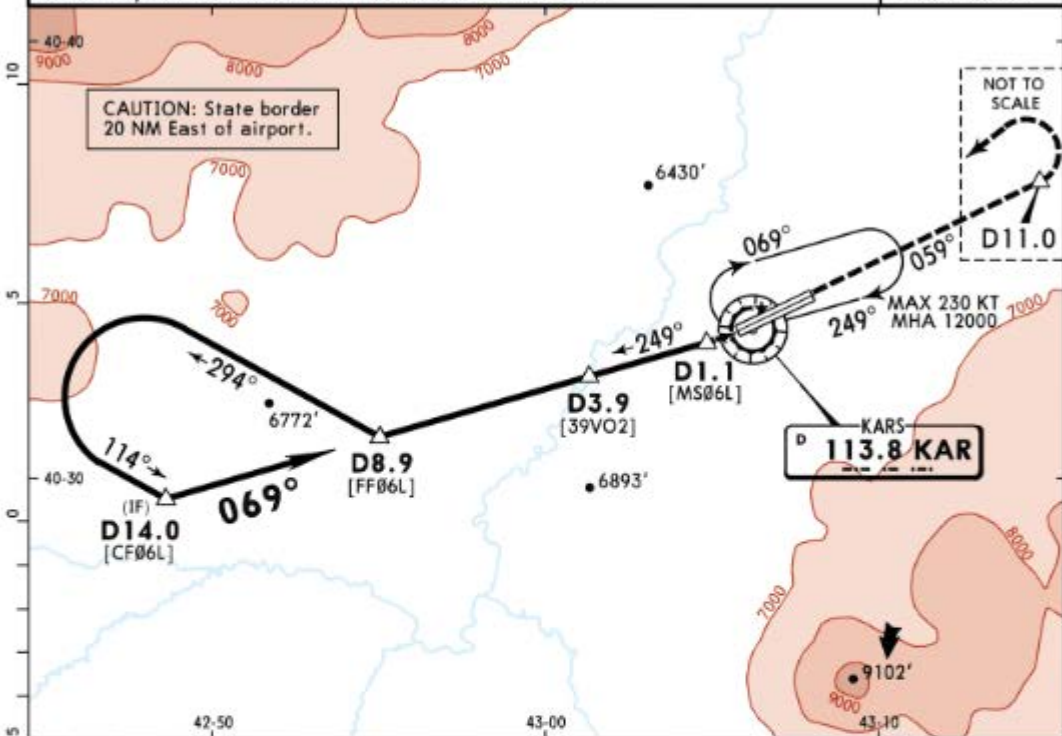 40-40
9000
8000
8000
7000
10
CAUTION: State border
20 NM East of airport.
NOT TO
SCALE
7000
6430'
D11.0
069°
059°
7000
7000
5
249°
MAX 230 KT
MHA 12000
7000
294°
249°
D1.1
[MS06L]
D3.9
[39VO2]
6772'
KARS
D 113.8 KAR
114°
D8.9
[FF06L]
40-30
6893'
069°
(IF)
D14.0
[CF06L]
0
8000
7000
9102'
9000
5
42-50
43-00
43-10